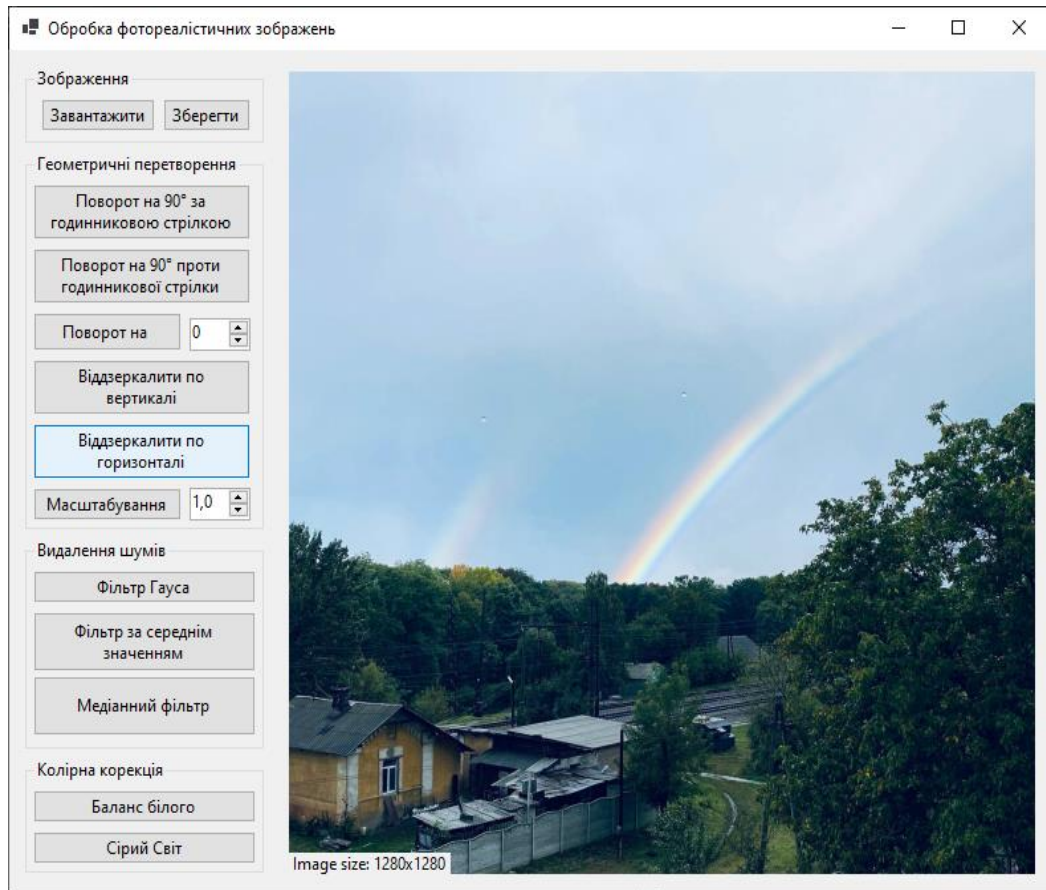 Обробка фотореалістичних зображень
Зображення
Завантажити Зберегти
Геометричні перетворення
Поворот на 90° за
годинниковою стрілкою
Поворот на 90° проти
годинникової стрілки
Поворот на 0
Віддзеркалити по
вертикалі
Віддзеркалити по
горизонталі
Масштабування 1,0
Видалення шумів
Фільтр Гауса
Фільтр за середнім
значенням
Медіанний фільтр
Колірна корекція
Баланс білого
Сірий Світ
Image size: 1280x1280